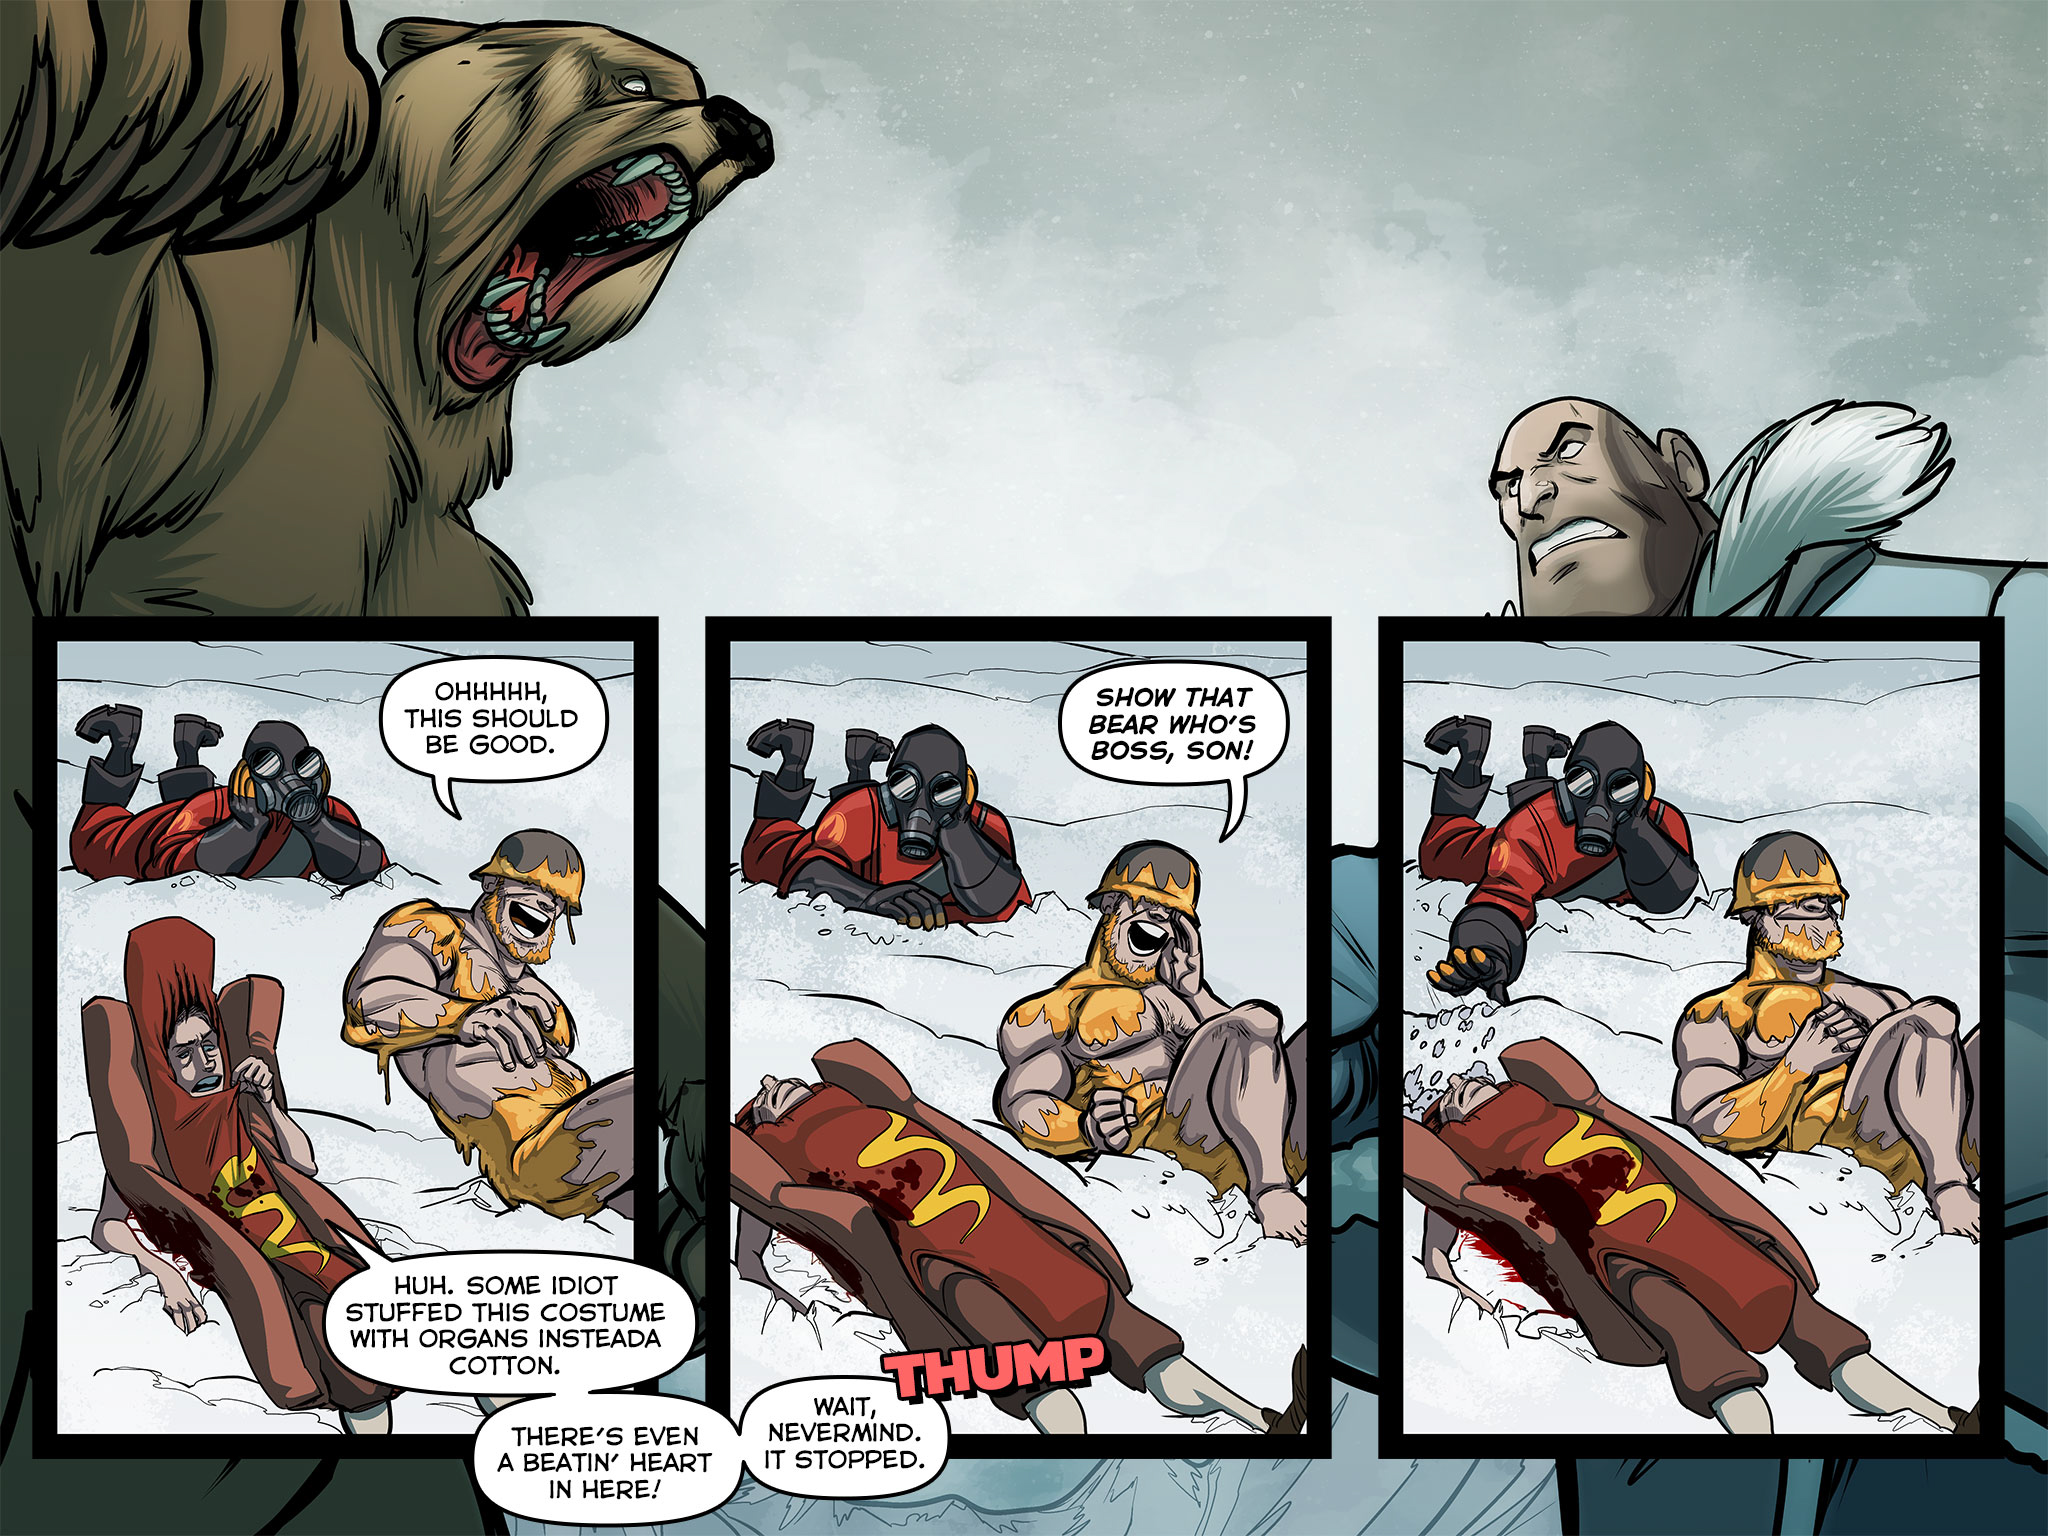 OHHHHH,
THIS SHOULD
BE GOOD.
HUH. SOME IDIOT
STUFFED THIS COSTUME
WITH ORGANS INSTEADA
COTTON.
THERE'S EVEN
A BEATIN' HEART
IN HERE!
SHOW THAT
BEAR WHO'S
BOSS, SON!
WAIT,
NEVERMIND.
IT STOPPED.
THUMP